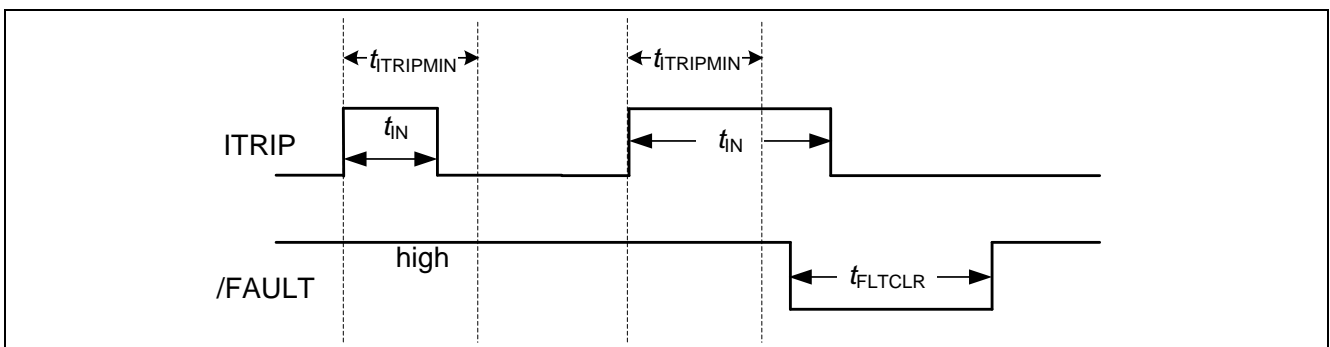 tITRIPMIN tITRIPMIN
ITRIP tIN tIN
high
/FAULT tFLTCLR